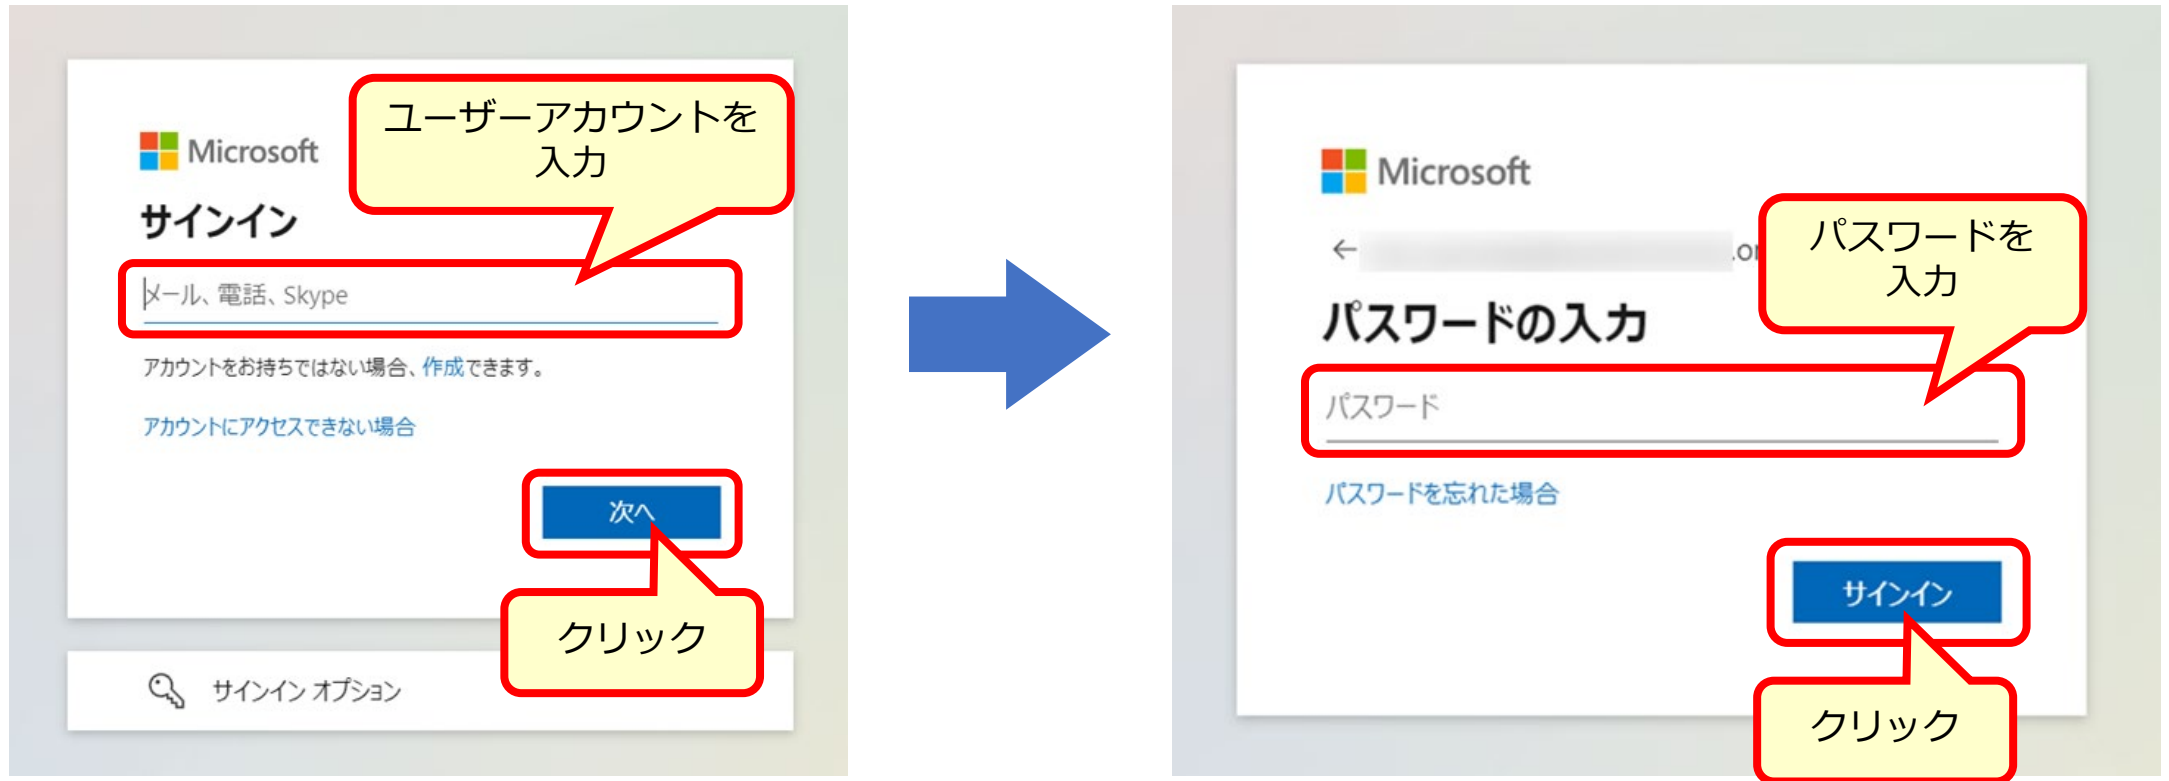 Microsoft
ユーザーアカウントを
入力
サインイン
メール、電話、Skype
アカウントをお持ちではない場合、作成できます。
アカウントにアクセスできない場合
次へ
クリック
サインイン オプション
Microsoft
パスワードを
入力
パスワードの入力
パスワード
パスワードを忘れた場合
サインイン
クリック